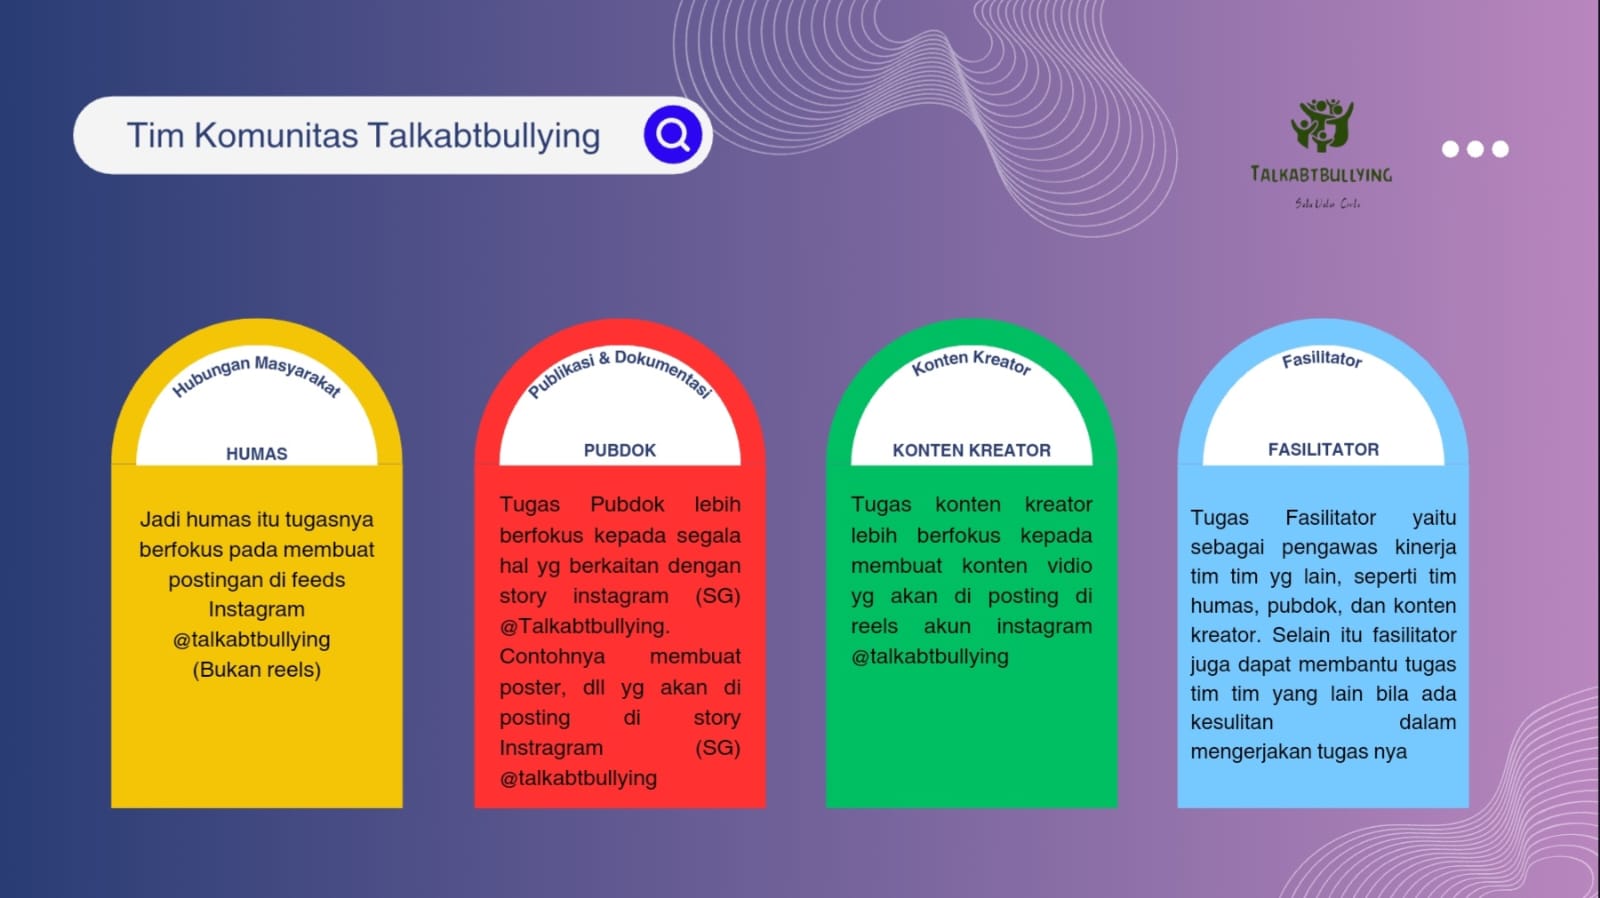 Tim Komunitas Talkabtbullying
TALKABTBULLYING
Hubungan Masyarakat
HUMAS
Jadi humas itu tugasnya
berfokus pada membuat
postingan di feeds
Instagram
@talkabtbullying
(Bukan reels)
Publikasi & Dokumentasi
PUBDOK
Tugas Pubdok lebih
berfokus kepada segala
hal yg berkaitan dengan
story instagram (SG)
@Talkabtbullying.
Contohnya membuat
poster, dll yg akan di
posting di story
Instragram (SG)
@talkabtbullying
Konten Kreator
KONTEN KREATOR
Tugas konten kreator
lebih berfokus kepada
membuat konten vidio
yg akan di posting di
reels akun instagram
@talkabtbullying
Fasilitator
FASILITATOR
Tugas Fasilitator yaitu
sebagai pengawas kinerja
tim tim yg lain, seperti tim
humas, pubdok, dan konten
kreator. Selain itu fasilitator
juga dapat membantu tugas
tim tim yang lain bila ada
kesulitan dalam
mengerjakan tugas nya